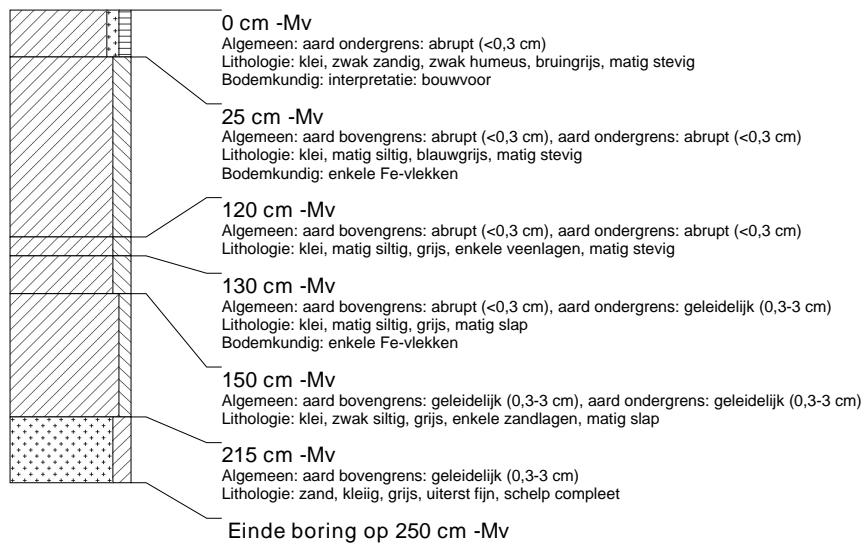 0 cm -Mv
Algemeen: aard ondergrens: abrupt (<0,3 cm)
Lithologie: klei, zwak zandig, zwak humeus, bruingrijs, matig stevig
Bodemkundig: interpretatie: bouwvoor
25 cm -Mv
Algemeen: aard bovengrens: abrupt (<0,3 cm), aard ondergrens: abrupt (<0,3 cm)
Lithologie: klei, matig siltig, blauwgrijs, matig stevig
Bodemkundig: enkele Fe-vlekken
120 cm -Mv
Algemeen: aard bovengrens: abrupt (<0,3 cm), aard ondergrens: abrupt (<0,3 cm)
Lithologie: klei, matig siltig, grijs, enkele veenlagen, matig stevig
130 cm -Mv
Algemeen: aard bovengrens: abrupt (<0,3 cm), aard ondergrens: geleidelijk (0,3-3 cm)
Lithologie: klei, matig siltig, grijs, matig slap
Bodemkundig: enkele Fe-vlekken
150 cm -Mv
Algemeen: aard bovengrens: geleidelijk (0,3-3 cm), aard ondergrens: geleidelijk (0,3-3 cm)
Lithologie: klei, zwak siltig, grijs, enkele zandlagen, matig slap
215 cm -Mv
Algemeen: aard bovengrens: geleidelijk (0,3-3 cm)
Lithologie: zand, kleiig, grijs, uiterst fijn, schelp compleet
Einde boring op 250 cm -Mv